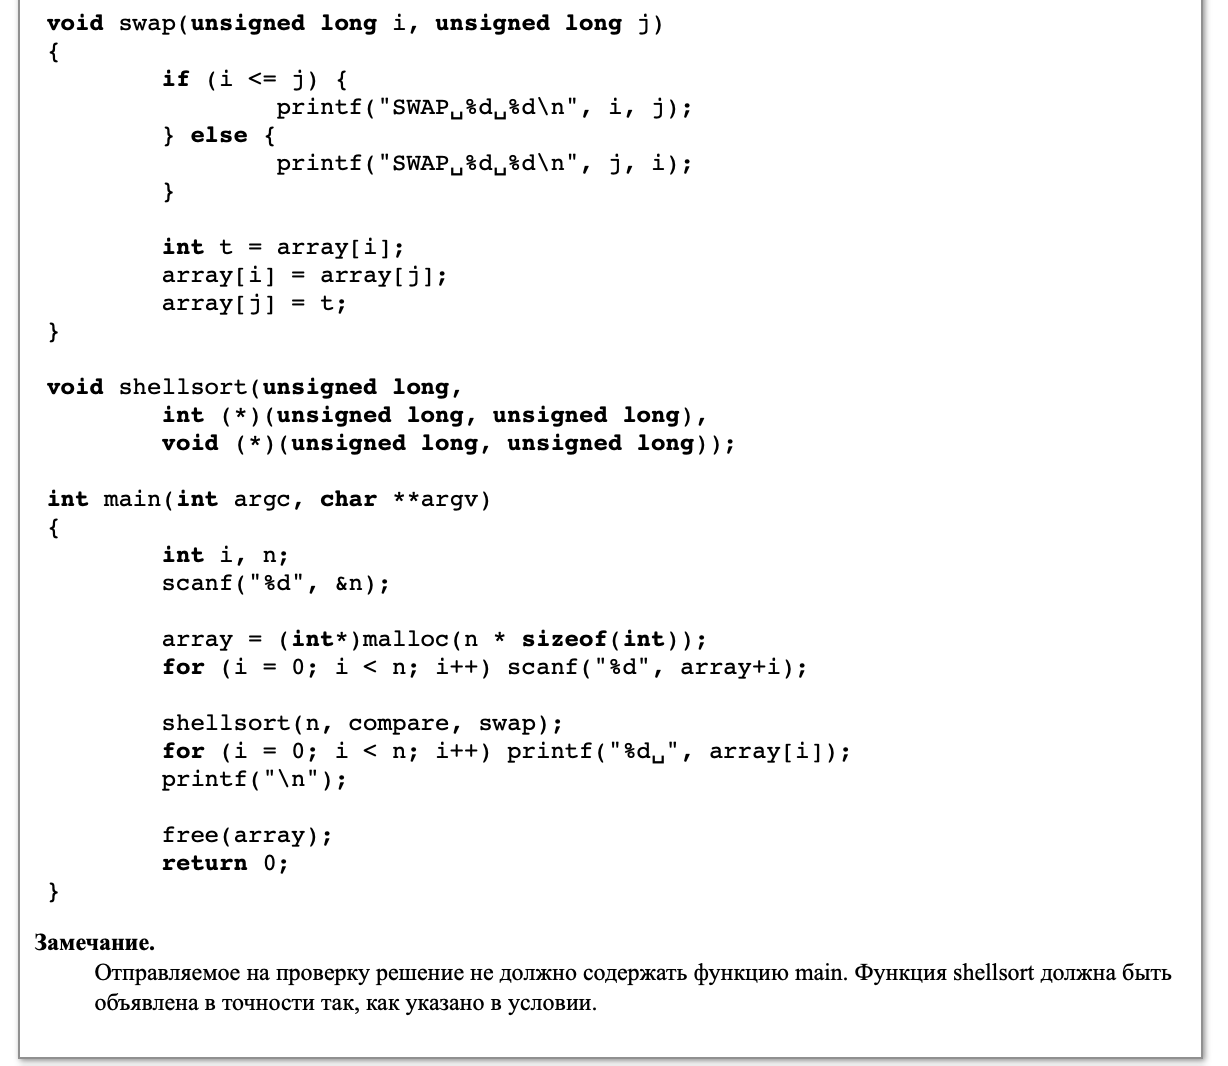 void swap(unsigned long i, unsigned long j)
{
        if (i <= j) {
                printf("SWAP␣%d␣%d\n", i, j);
        } else {
                printf("SWAP␣%d␣%d\n", j, i);
        }

        int t = array[i];
        array[i] = array[j];
        array[j] = t;
}

void shellsort(unsigned long,
        int (*)(unsigned long, unsigned long),
        void (*)(unsigned long, unsigned long));

int main(int argc, char **argv)
{
        int i, n;
        scanf("%d", &n);

        array = (int*)malloc(n * sizeof(int));
        for (i = 0; i < n; i++) scanf("%d", array+i);

        shellsort(n, compare, swap);
        for (i = 0; i < n; i++) printf("%d␣", array[i]);
        printf("\n");

        free(array);
        return 0;
}
Замечание.
Отправляемое на проверку решение не должно содержать функцию main. Функция shellsort должна быть
объявлена в точности так, как указано в условии.